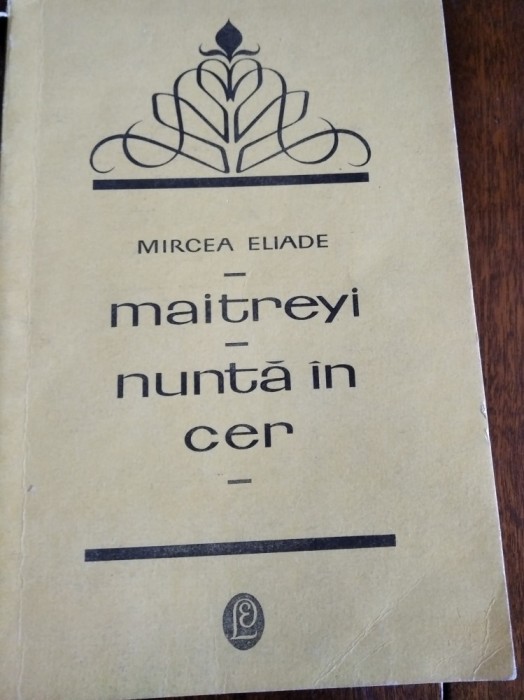 MIRCEA ELIADE
maitreyi
nuntă în
cer